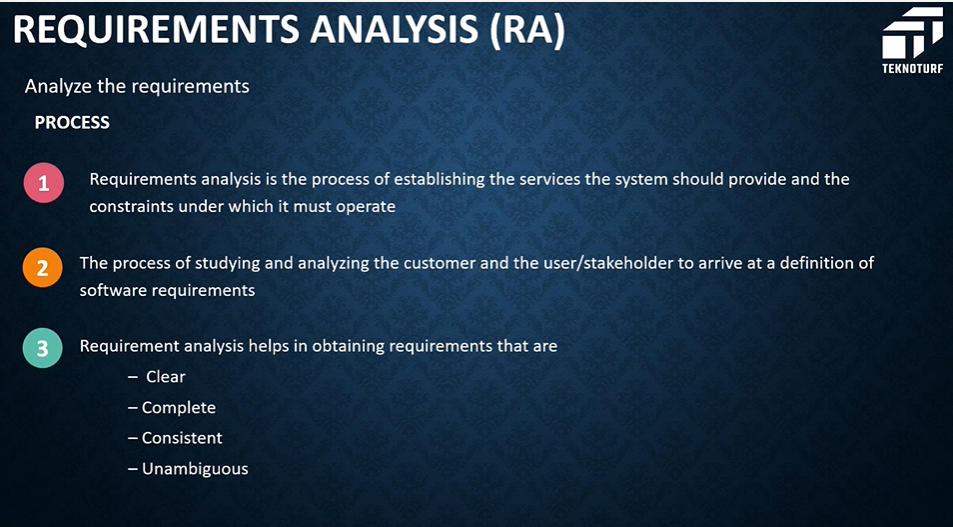 REQUIREMENTS ANALYSIS (RA)
TEKNOTURF
Analyze the requirements
PROCESS
1
Requirements analysis is the process of establishing the services the system should provide and the
constraints under which it must operate
2
The process of studying and analyzing the customer and the user/stakeholder to arrive at a definition of
software requirements
3
Requirement analysis helps in obtaining requirements that are
– Clear
– Complete
– Consistent
– Unambiguous